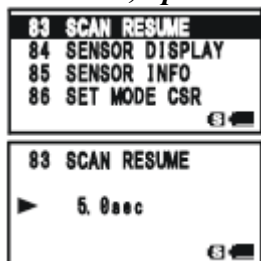 83 SCAN RESUME
84 SENSOR DISPLAY
85 SENSOR INFO
86 SET MODE CSR
S
83 SCAN RESUME
5.0sec
S